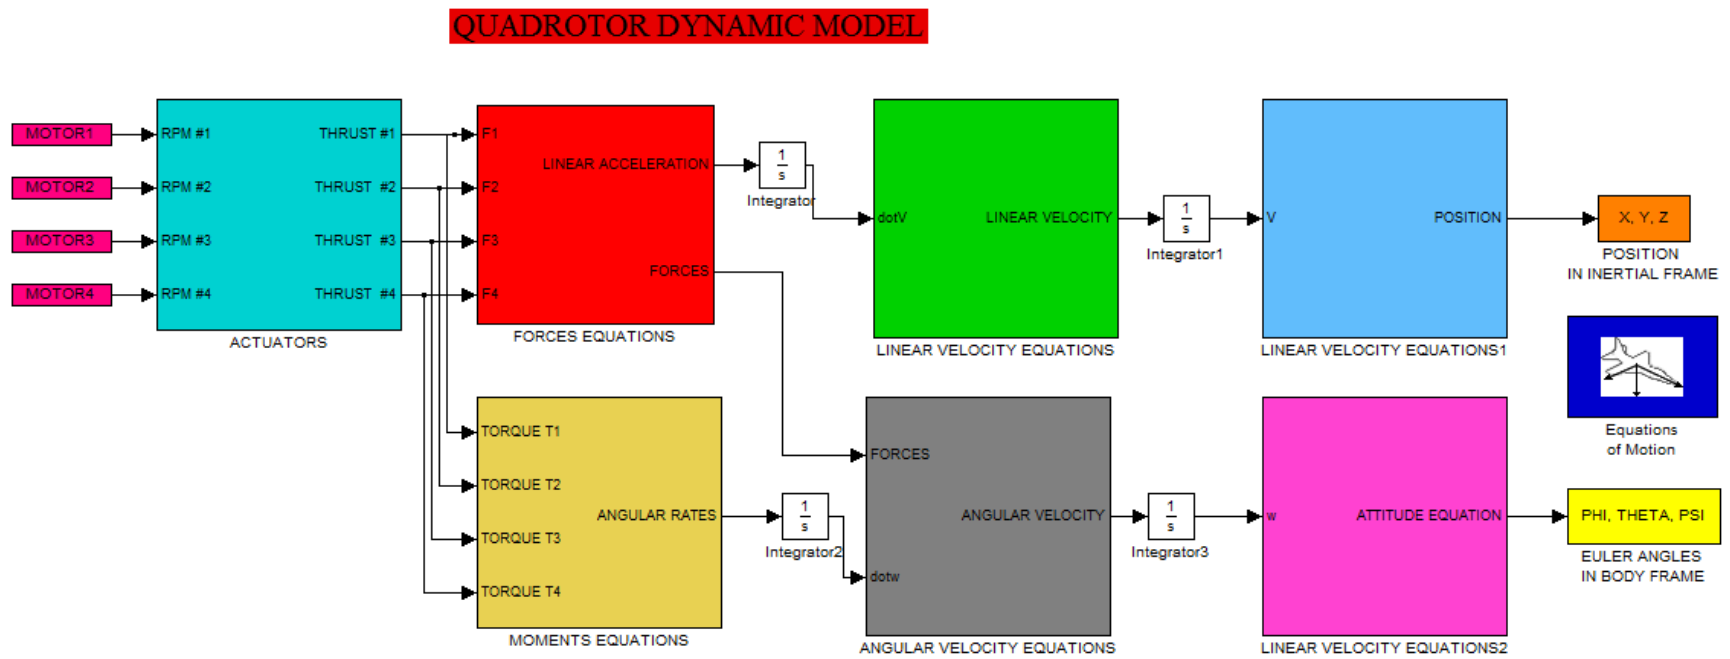 QUADROTOR DYNAMIC MODEL
MOTOR1
MOTOR2
MOTOR3
MOTOR4
RPM #1
RPM #2
RPM #3
RPM #4
THRUST #1
THRUST #2
THRUST #3
THRUST #4
ACTUATORS
F1
F2
F3
F4
LINEAR ACCELERATION
FORCES
FORCES EQUATIONS
1
s
Integrator
dotV
LINEAR VELOCITY
LINEAR VELOCITY EQUATIONS
1
s
Integrator1
V
POSITION
LINEAR VELOCITY EQUATIONS1
X, Y, Z
POSITION
IN INERTIAL FRAME
Equations
of Motion
TORQUE T1
TORQUE T2
TORQUE T3
TORQUE T4
ANGULAR RATES
MOMENTS EQUATIONS
1
s
Integrator2
FORCES
dotw
ANGULAR VELOCITY
ANGULAR VELOCITY EQUATIONS
1
s
Integrator3
w
ATTITUDE EQUATION
LINEAR VELOCITY EQUATIONS2
PHI, THETA, PSI
EULER ANGLES
IN BODY FRAME